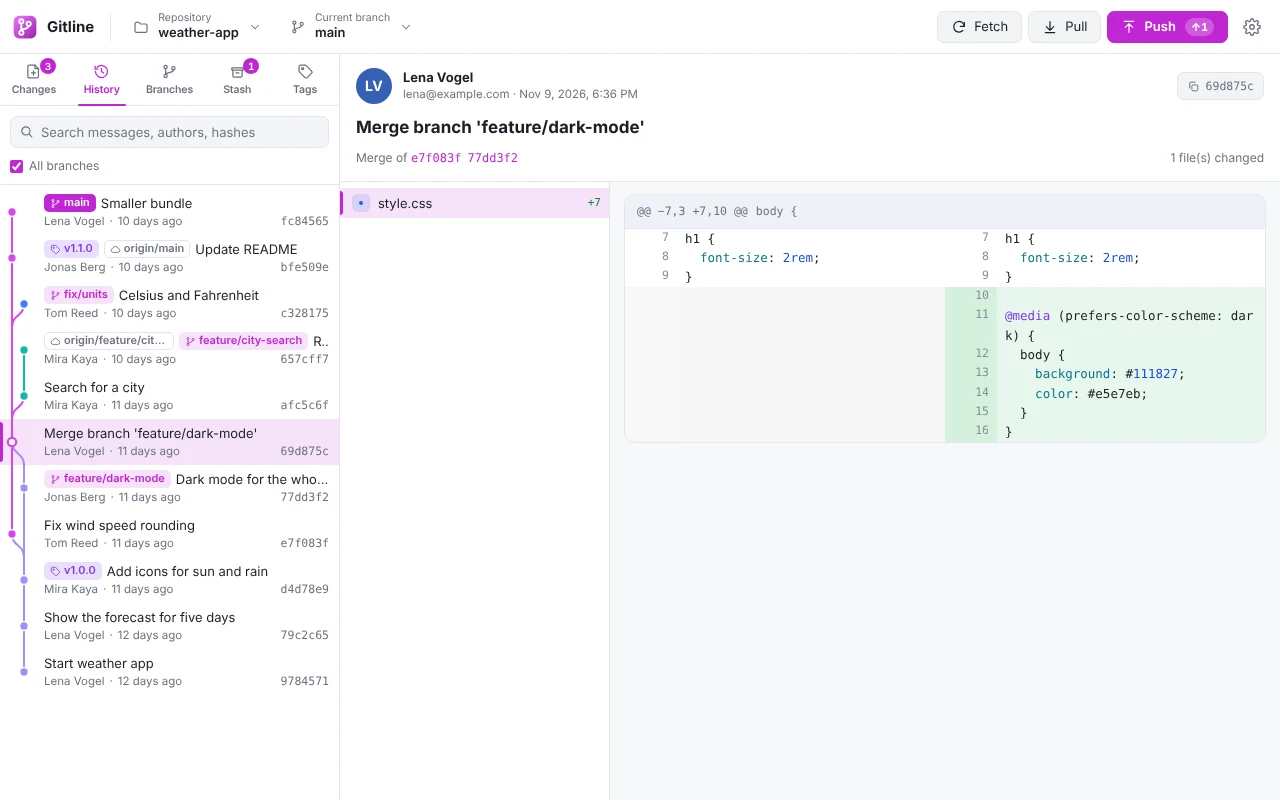 Gitline
Repository
weather-app
Current branch
main
Fetch
Pull
Push
1
3
Changes
History
Branches
1
Stash
Tags
Search messages, authors, hashes
All branches
main Smaller bundle
Lena Vogel · 10 days ago fc84565
v1.1.0 origin/main Update README
Jonas Berg · 10 days ago bfe509e
fix/units Celsius and Fahrenheit
Tom Reed · 10 days ago c328175
origin/feature/cit... feature/city-search R..
Mira Kaya · 10 days ago 657cff7
Search for a city
Mira Kaya · 11 days ago afc5c6f
Merge branch 'feature/dark-mode'
Lena Vogel · 11 days ago 69d875c
feature/dark-mode Dark mode for the who...
Jonas Berg · 11 days ago 77dd3f2
Fix wind speed rounding
Tom Reed · 11 days ago e7f083f
v1.0.0 Add icons for sun and rain
Mira Kaya · 11 days ago d4d78e9
Show the forecast for five days
Lena Vogel · 12 days ago 79c2c65
Start weather app
Lena Vogel · 12 days ago 9784571
LV
Lena Vogel
lena@example.com · Nov 9, 2026, 6:36 PM
69d875c
Merge branch 'feature/dark-mode'
Merge of e7f083f 77dd3f2
1 file(s) changed
style.css +7
@@ −7,3 +7,10 @@ body {
7 h1 {
8 font-size: 2rem;
9 }
7 h1 {
8 font-size: 2rem;
9 }
10
11 @media (prefers-color-scheme: dar
k) {
12 body {
13 background: #111827;
14 color: #e5e7eb;
15 }
16 }